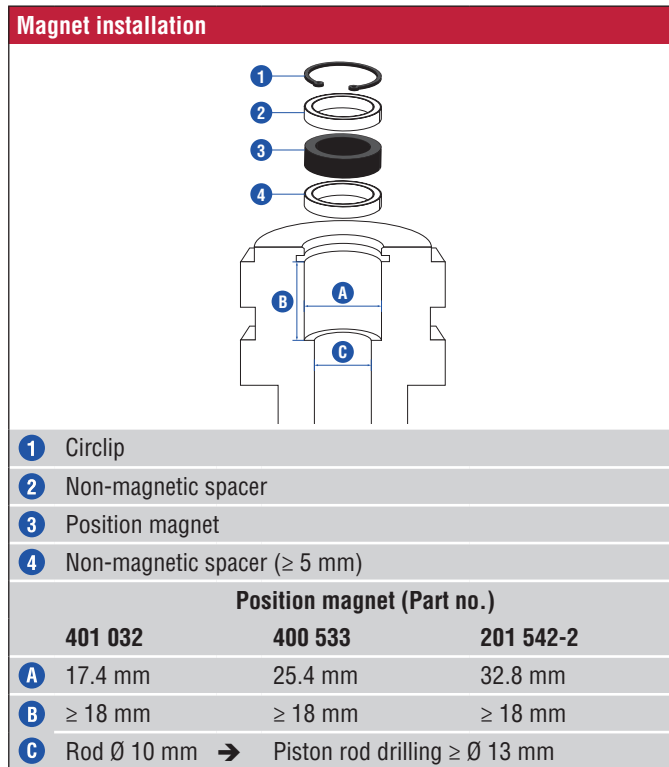 Magnet installation
1
2
3
4
A
B
C
1 Circlip
2 Non-magnetic spacer
3 Position magnet
4 Non-magnetic spacer (≥ 5 mm)
Position magnet (Part no.)
401 032 400 533 201 542-2
A 17.4 mm 25.4 mm 32.8 mm
B ≥ 18 mm ≥ 18 mm ≥ 18 mm
C Rod Ø 10 mm ➔ Piston rod drilling ≥ Ø 13 mm